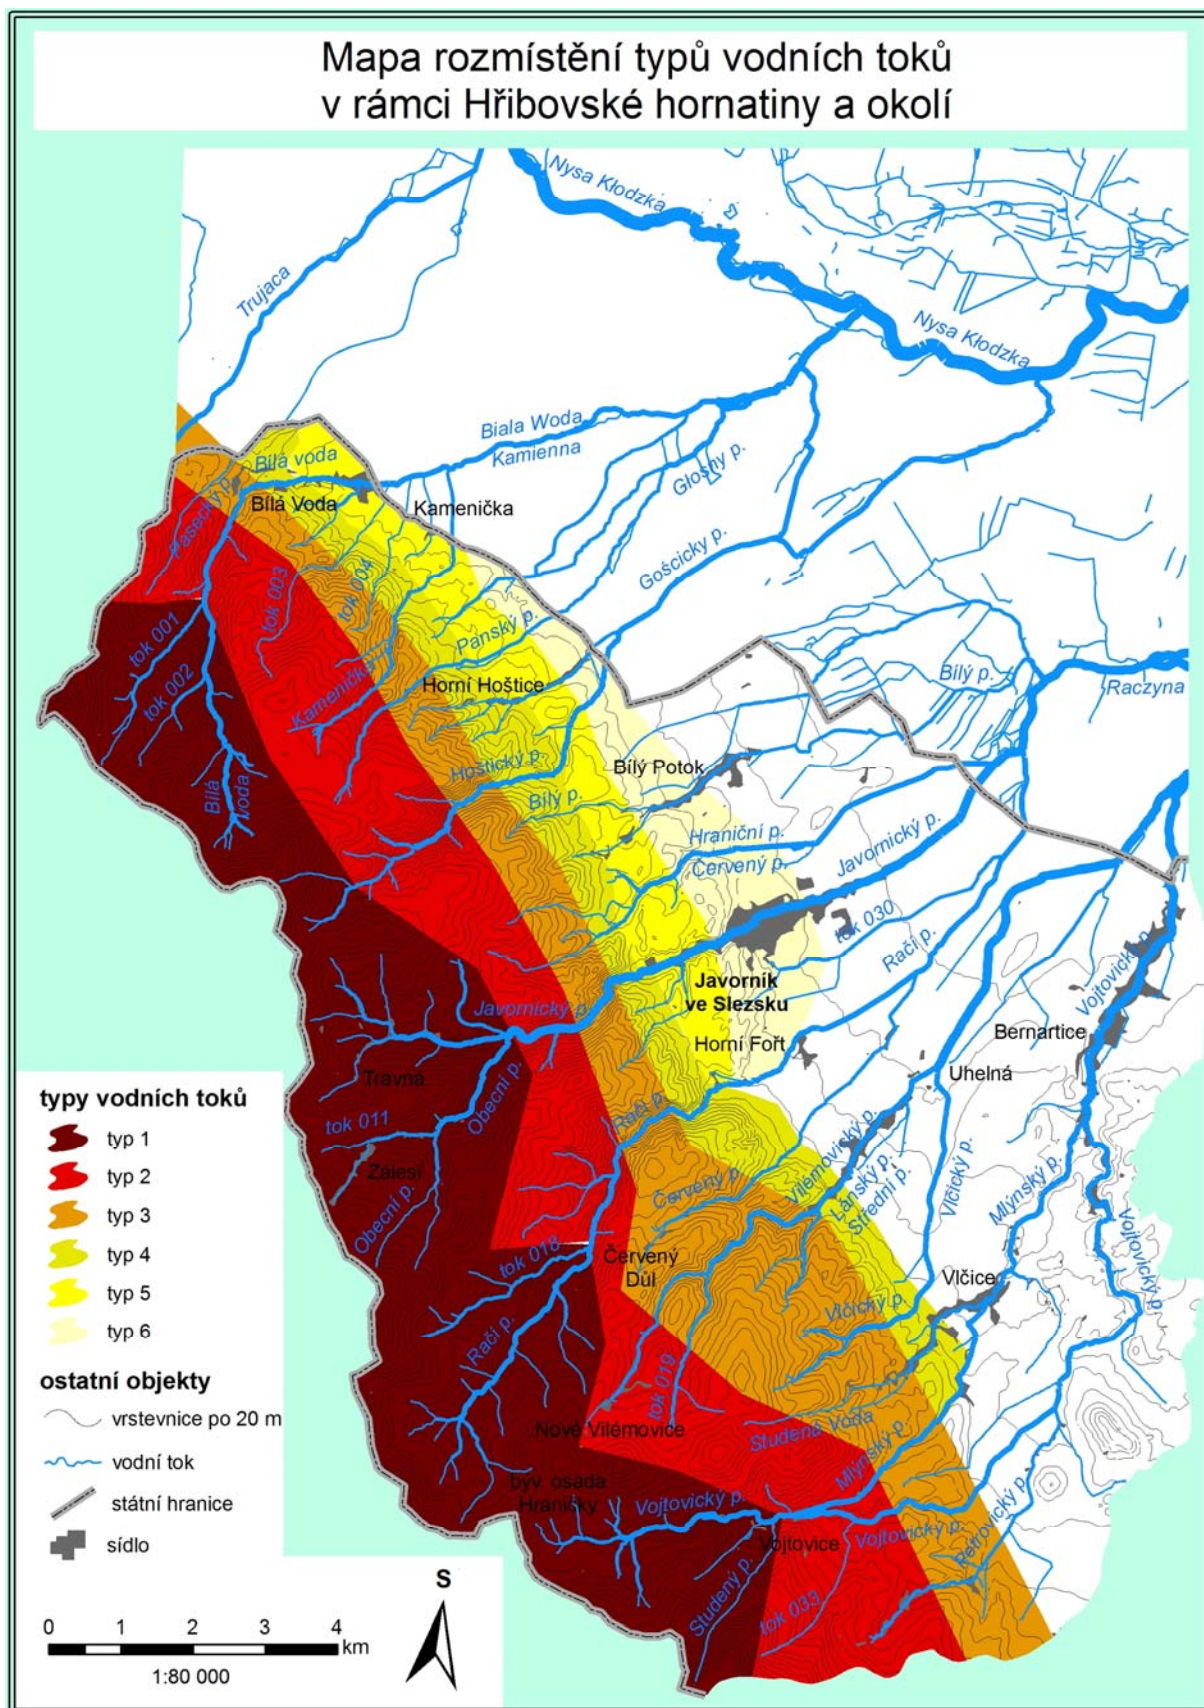 Mapa rozmístění typů vodních toků
v rámci Hřibovské hornatiny a okolí
Nysa Kłodzka
Trujaca
Nysa Kłodzka
Biala Woda
Kamienna
Bílá voda
Głosny p.
Pasecký p.
Bílá Voda
Kamenička
Gościcky p.
tok 003
tok 004
tok 001
Panský p.
tok 002
Kamenička
Horní Hoštice
Bílý p.
Raczyna
Hoštický p.
Bílý Potok
Bílá
voda
Bílý p.
Hraniční p.
Červený p.
Javornický p.
tok 030
Račí p.
Javorník
ve Slezsku
Vojtovický p.
Javornický p.
Horní Fořt
Bernartice
Uhelná
Travná
Obecní p.
tok 011
Račí p.
Zálesí
Červený p.
Vilémovický p.
Lánský p.
Střední p.
Vlčický p.
Mlýnský p.
Obecní p.
tok 018
Červený
Důl
Vlčice
Vojtovický p.
Vlčický p.
Račí p.
tok 019
Nové Vilémovice
Studená Voda
Mlýnský p.
býv. osada
Hraničky
Vojtovický p.
Vojtovice
Vojtovický p.
Petrovický p.
Studený p.
tok 033
typy vodních toků
typ 1
typ 2
typ 3
typ 4
typ 5
typ 6
ostatní objekty
vrstevnice po 20 m
vodní tok
státní hranice
sídlo
S
0 1 2 3 4
km
1:80 000